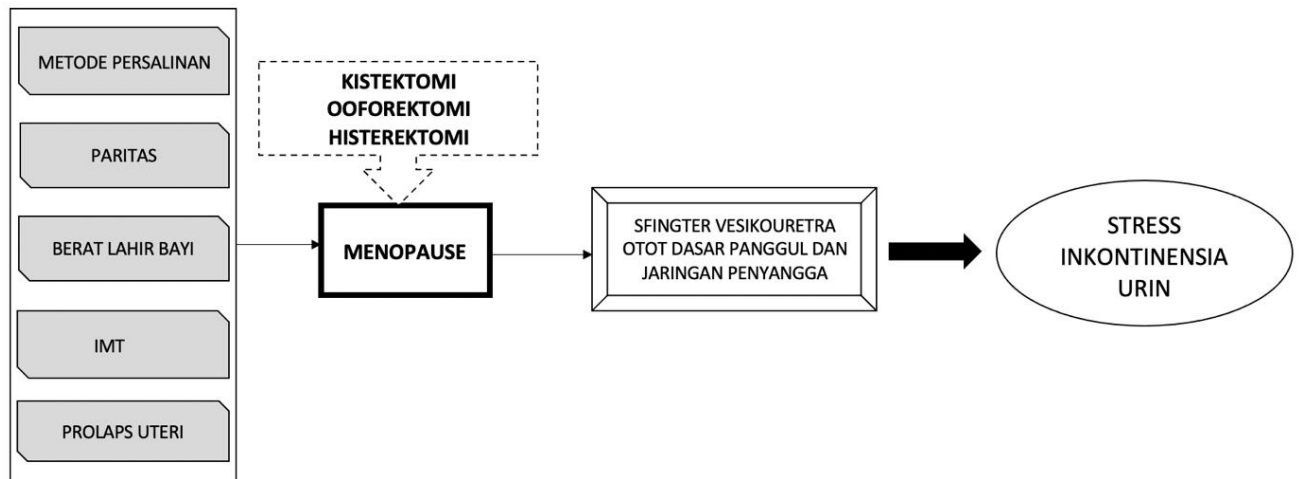 METODE PERSALINAN
PARITAS
BERAT LAHIR BAYI
IMT
PROLAPS UTERI
KISTEKTOMI
OOFOREKTOMI
HISTEREKTOMI
MENOPAUSE
SFINGTER VESIKOURETRA
OTOT DASAR PANGGUL DAN
JARINGAN PENYANGGA
STRESS
INKONTINENSIA
URIN